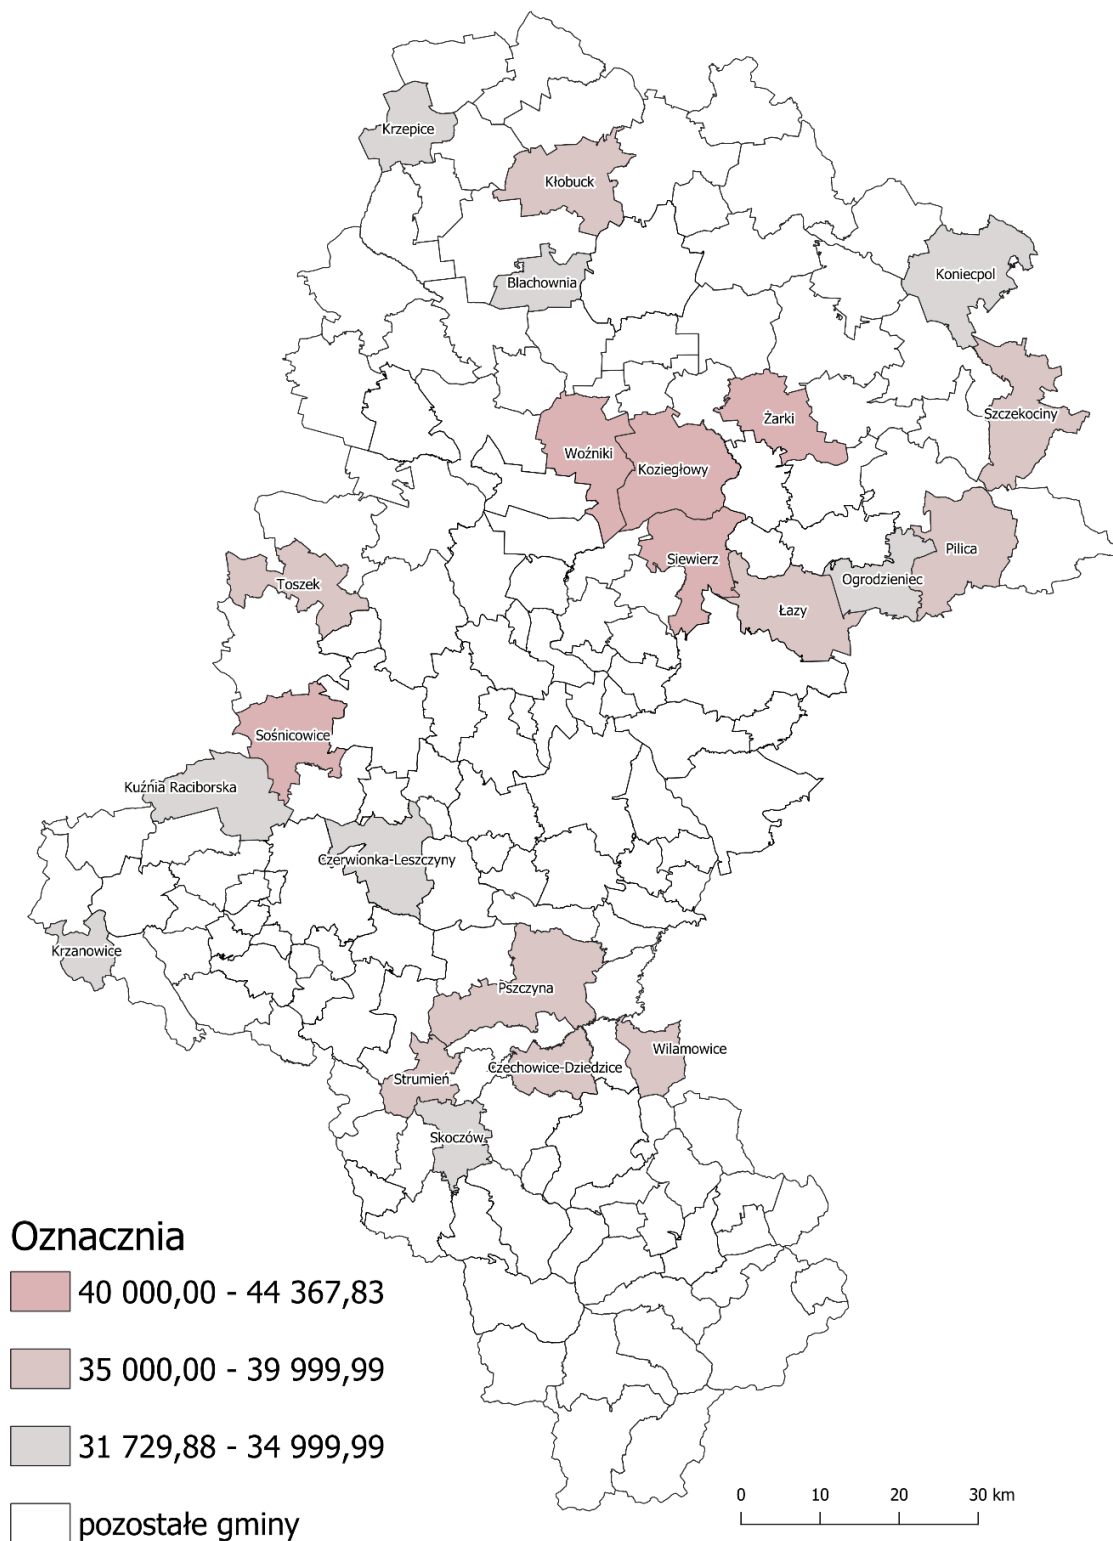 Krzepice
Kłobuck
Koniecpol
Blachownia
Szczekociny
Żarki
Woźniki
Koziegłowy
Pilica
Siewierz
Ogrodzieniec
Toszek
Łazy
Sośnicowice
Kuźnia Raciborska
Czerwionka-Leszczyny
Krzanowice
Pszczyna
Wilamowice
Czechowice-Dziedzice
Strumień
Skoczów
Oznacznia
40 000,00 - 44 367,83
35 000,00 - 39 999,99
31 729,88 - 34 999,99
pozostałe gminy
0 10 20 30 km